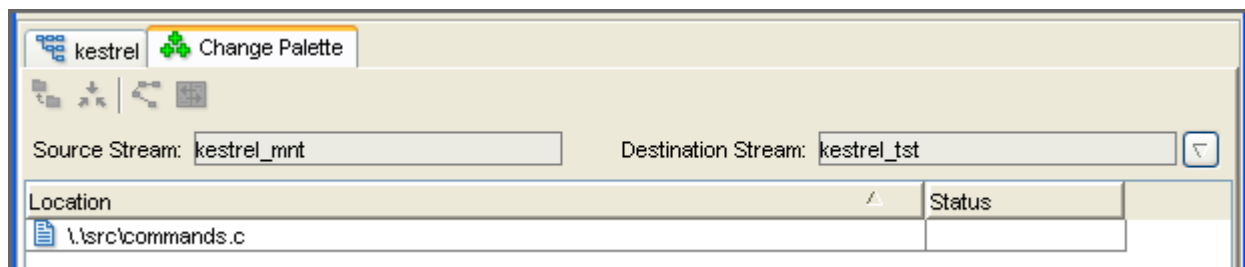 kestrel Change Palette
Source Stream: kestrel_mnt Destination Stream: kestrel_tst
Location Status
\.\src\commands.c